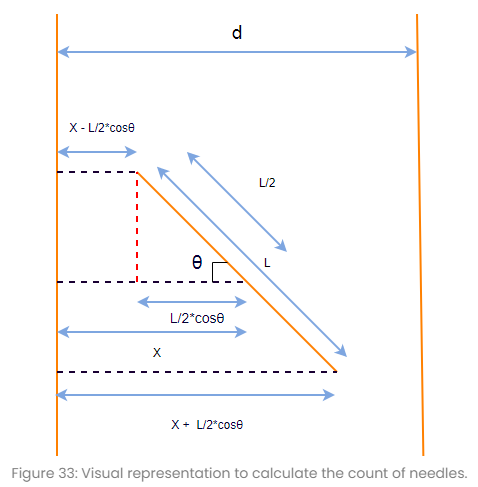 d
X - L/2*cosθ
L/2
θ
L
L/2*cosθ
X
X + L/2*cosθ
Figure 33: Visual representation to calculate the count of needles.